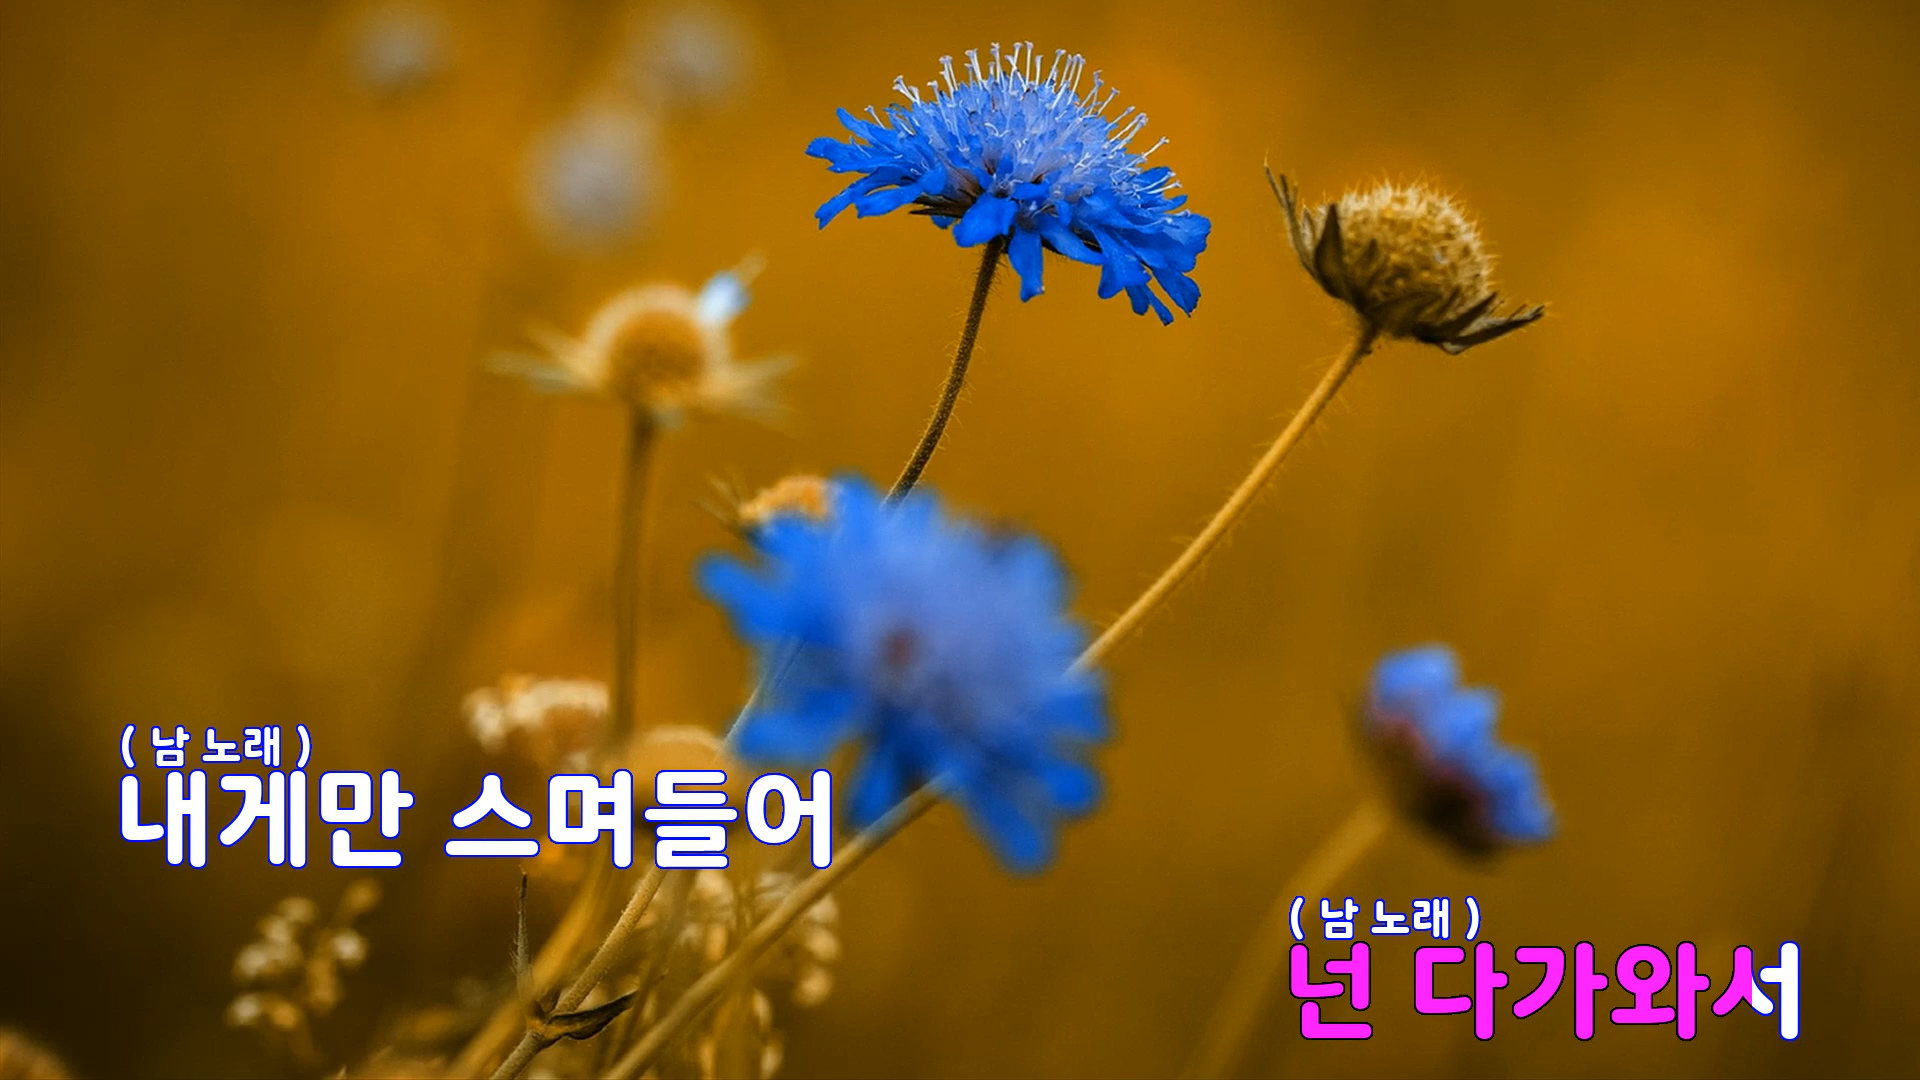 ( 남 노래 )
내게만 스며들어
( 남 노래 )
넌 다가와서